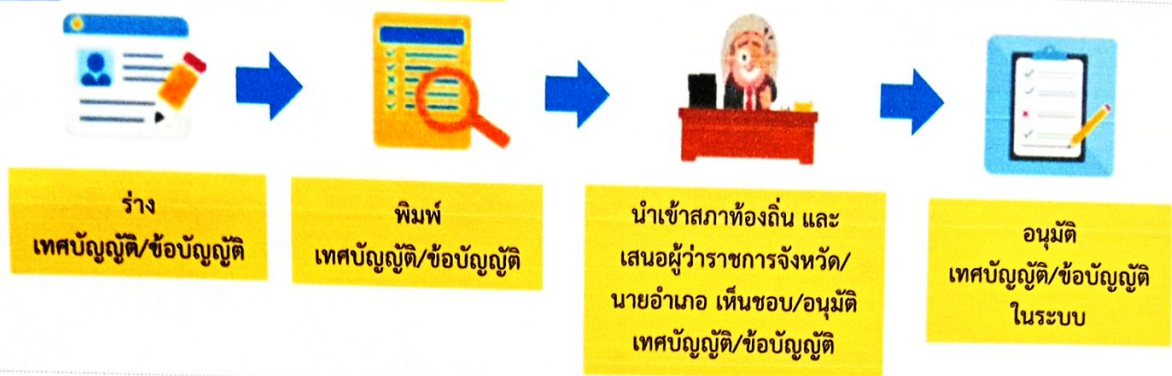 ร่าง
เทศบัญญัติ/ข้อบัญญัติ
พิมพ์
เทศบัญญัติ/ข้อบัญญัติ
นำเข้าสภาท้องถิ่น และ
เสนอผู้ว่าราชการจังหวัด/
นายอำเภอ เห็นชอบ/อนุมัติ
เทศบัญญัติ/ข้อบัญญัติ
อนุมัติ
เทศบัญญัติ/ข้อบัญญัติ
ในระบบ